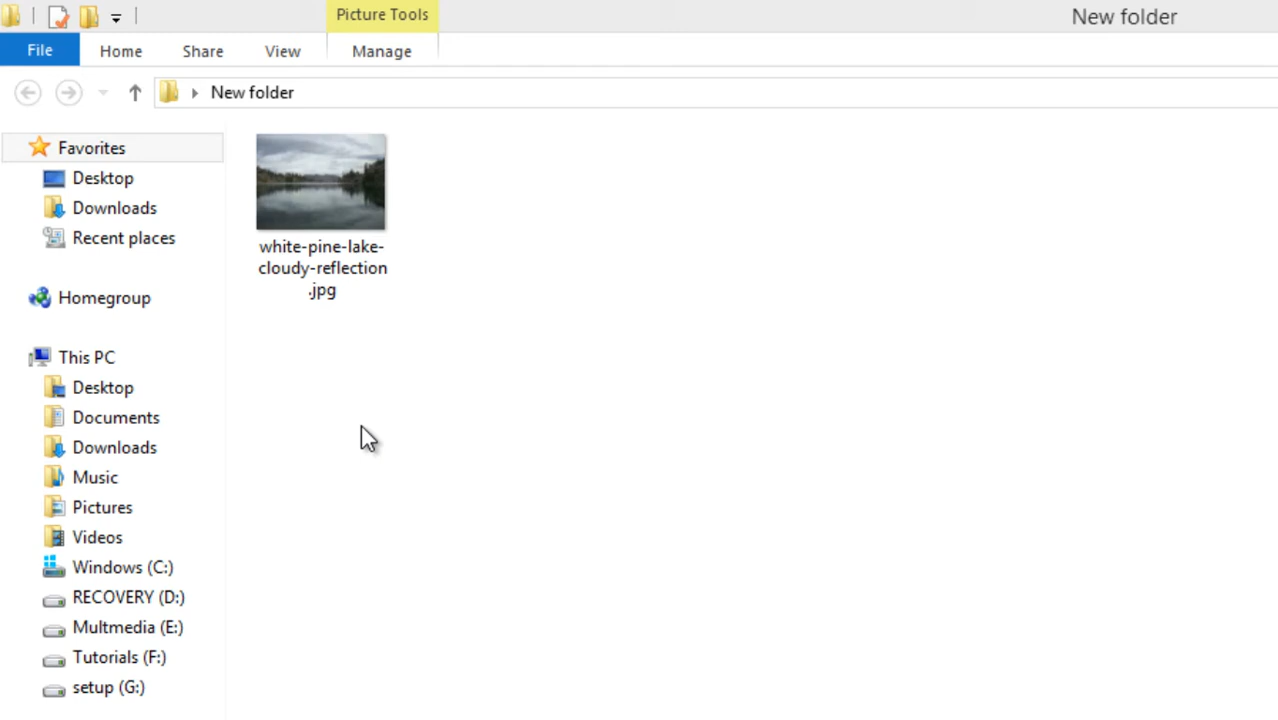 Picture Tools
New folder
File
Home
Share
View
Manage
New folder
Favorites
Desktop
Downloads
Recent places
Homegroup
This PC
Desktop
Documents
Downloads
Music
Pictures
Videos
Windows (C:)
RECOVERY (D:)
Multmedia (E:)
Tutorials (F:)
setup (G:)
white-pine-lake-
cloudy-reflection
.jpg